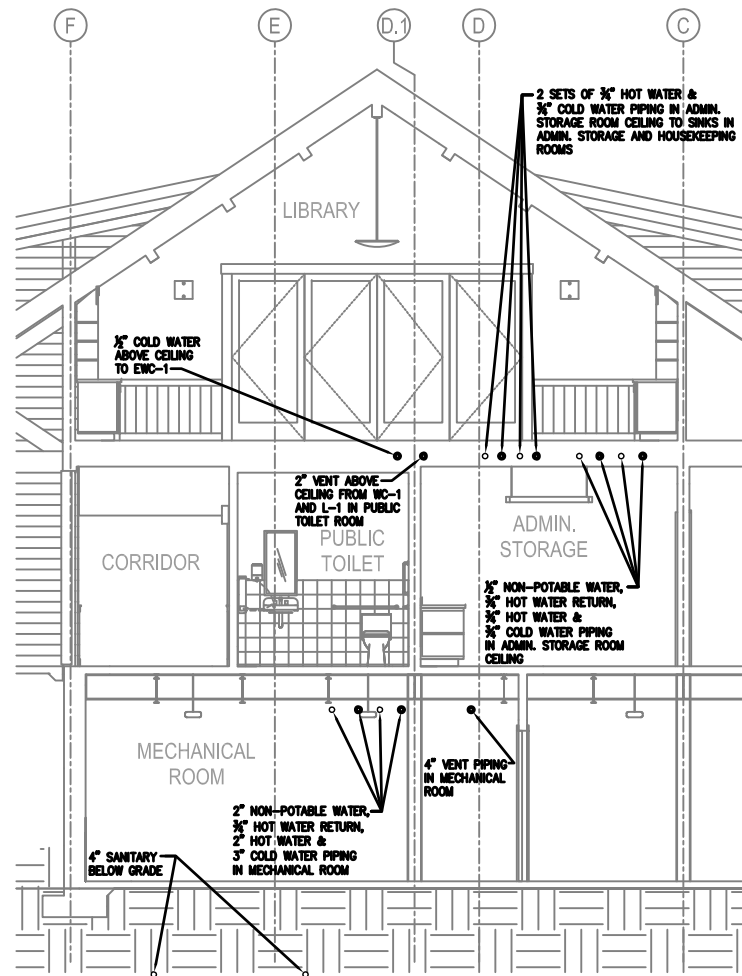 F E D.1 D C
2 SETS OF ¾" HOT WATER &
¾" COLD WATER PIPING IN ADMIN.
STORAGE ROOM CEILING TO SINKS IN
ADMIN. STORAGE AND HOUSEKEEPING
ROOMS
LIBRARY
½" COLD WATER
ABOVE CEILING
TO EWC-1
2" VENT ABOVE
CEILING FROM WC-1
AND L-1 IN PUBLIC
TOILET ROOM
CORRIDOR
PUBLIC
TOILET
ADMIN.
STORAGE
½" NON-POTABLE WATER,
¾" HOT WATER RETURN,
¾" HOT WATER &
¾" COLD WATER PIPING
IN ADMIN. STORAGE ROOM
CEILING
MECHANICAL
ROOM
4" VENT PIPING
IN MECHANICAL
ROOM
2" NON-POTABLE WATER,
¾" HOT WATER RETURN,
2" HOT WATER &
3" COLD WATER PIPING
IN MECHANICAL ROOM
4" SANITARY
BELOW GRADE